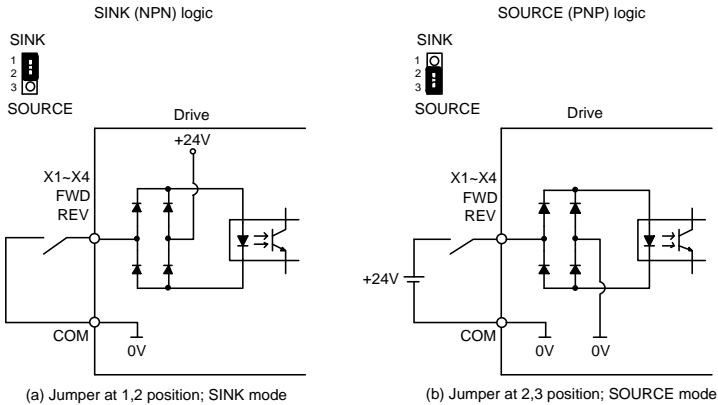 SINK (NPN) logic
SINK
1
2
3
SOURCE
Drive
+24V
X1~X4
FWD
REV
COM
0V
(a) Jumper at 1,2 position; SINK mode
SOURCE (PNP) logic
SINK
1
2
3
SOURCE
Drive
X1~X4
FWD
REV
+24V
COM
0V
0V
(b) Jumper at 2,3 position; SOURCE mode